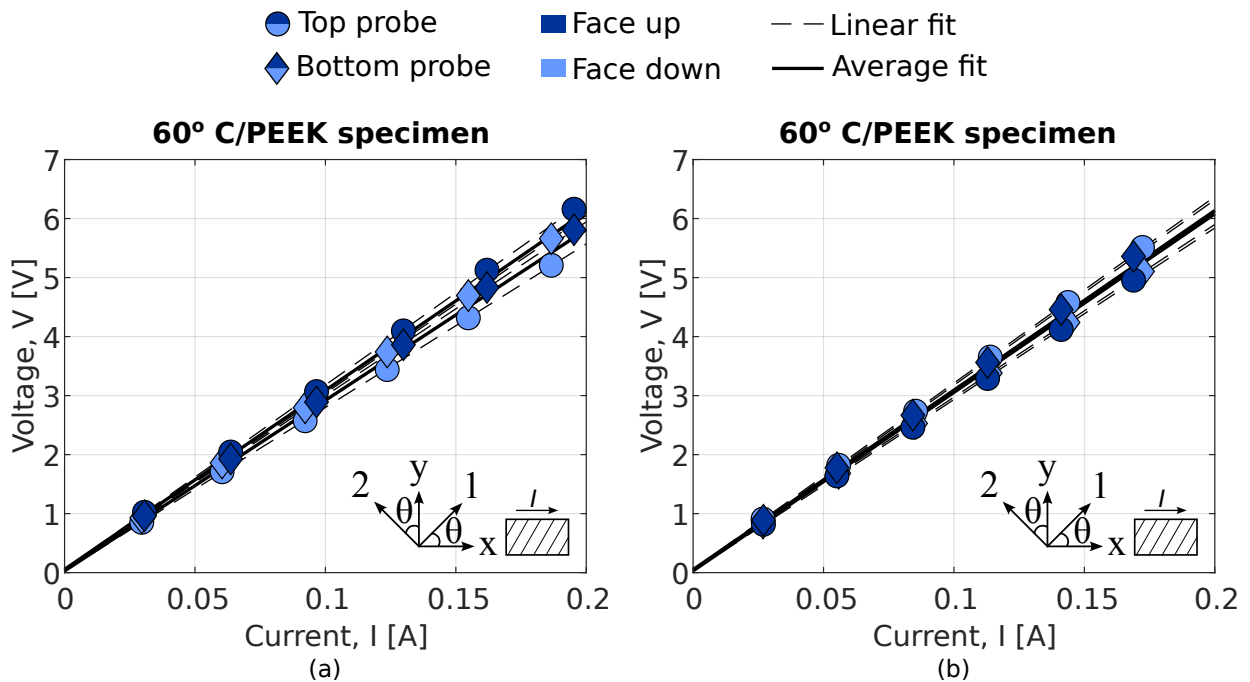 Top probe
Face up
Linear fit
Bottom probe
Face down
Average fit
60º C/PEEK specimen
7
6
5
4
3
2
1
0
Voltage, V [V]
0
0.05
0.1
0.15
0.2
Current, I [A]
2
y
1
θ
θ
x
I
(a)
60º C/PEEK specimen
7
6
5
4
3
2
1
0
Voltage, V [V]
0
0.05
0.1
0.15
0.2
Current, I [A]
2
y
1
θ
θ
x
I
(b)